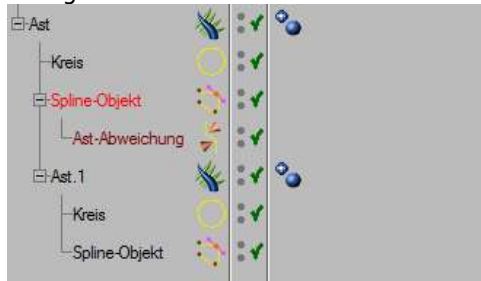 Ast
Kreis
Spline-Objekt
Ast-Abweichung
Ast.1
Kreis
Spline-Objekt